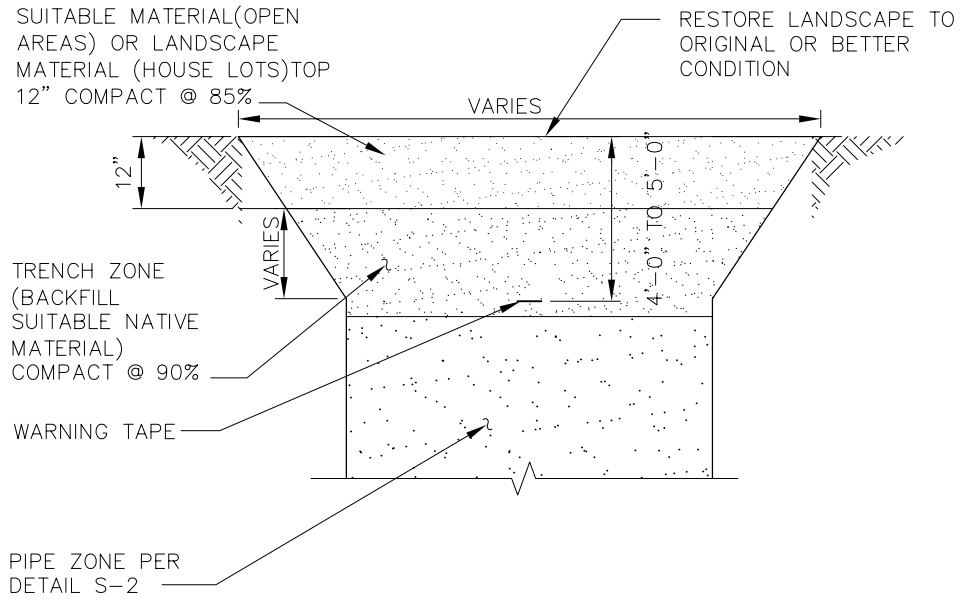 SUITABLE MATERIAL(OPEN
AREAS) OR LANDSCAPE
MATERIAL (HOUSE LOTS)TOP
12" COMPACT @ 85%
RESTORE LANDSCAPE TO
ORIGINAL OR BETTER
CONDITION
VARIES
12"
VARIES
4'-0" TO 5'-0"
TRENCH ZONE
(BACKFILL
SUITABLE NATIVE
MATERIAL)
COMPACT @ 90%
WARNING TAPE
PIPE ZONE PER
DETAIL S-2